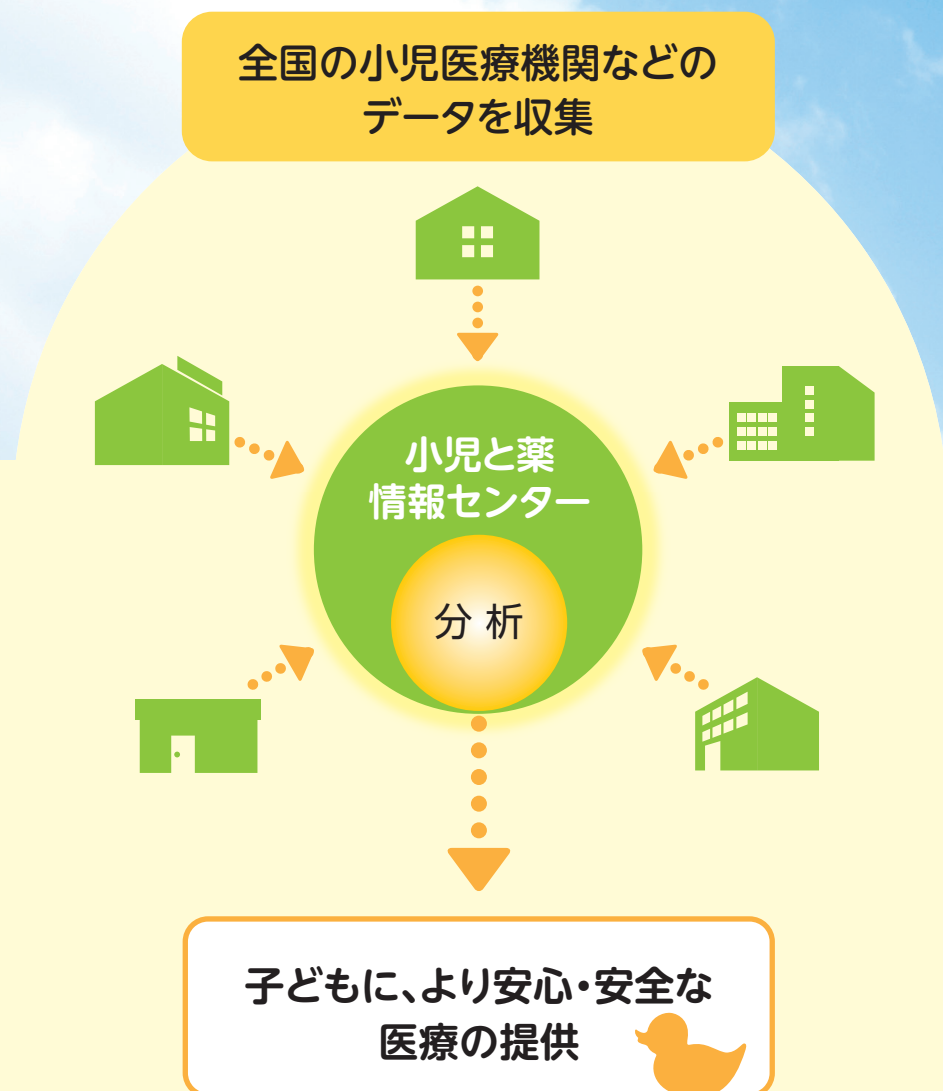 全国の小児医療機関などの
データを収集
小児と薬
情報センター
分 析
子どもに、より安心・安全な
医療の提供